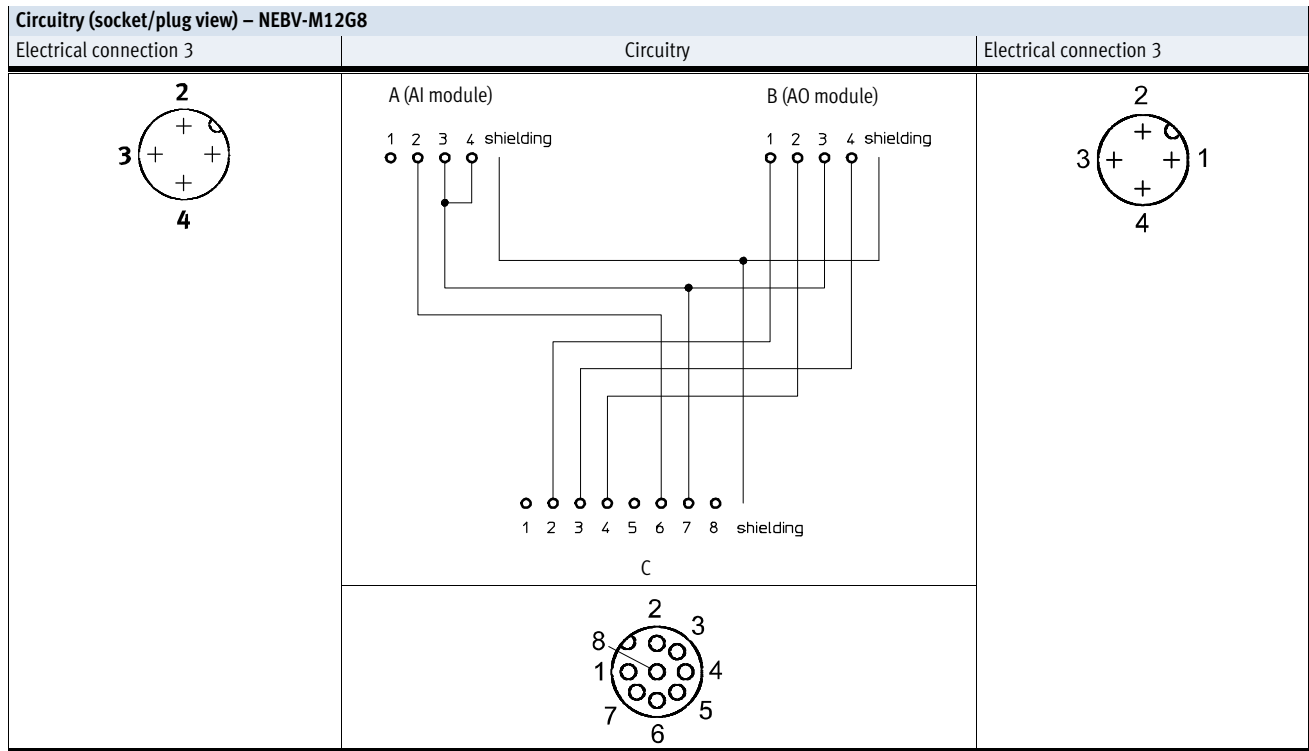 Circuitry (socket/plug view) – NEBV-M12G8
Electrical connection 3 Circuitry Electrical connection 3
2
3
4
A (AI module) B (AO module)
1 2 3 4 shielding 1 2 3 4 shielding
2
3 1
4
1 2 3 4 5 6 7 8 shielding
C
2
8 3
1 4
7 5
6